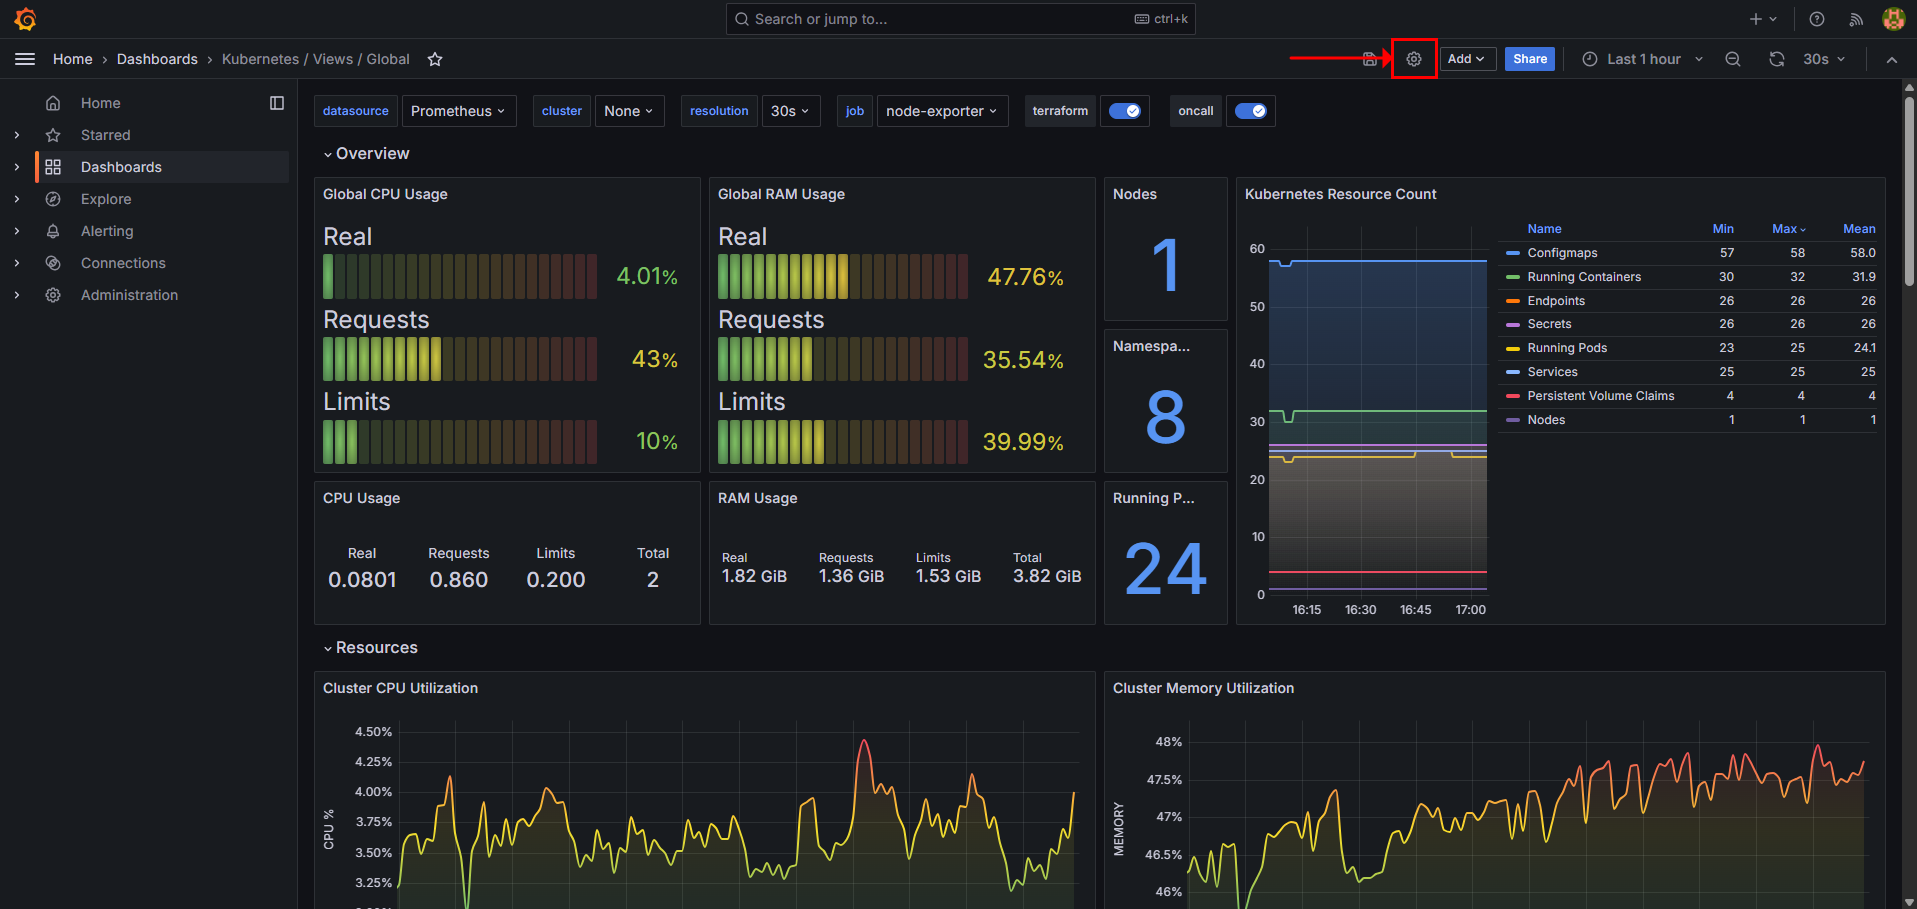 Search or jump to...
ctrl+k
Home › Dashboards › Kubernetes / Views / Global
Add
Share
Last 1 hour
30s
Home
Starred
Dashboards
Explore
Alerting
Connections
Administration
datasource Prometheus cluster None resolution 30s job node-exporter terraform oncall
Overview
Global CPU Usage
Real
4.01%
Requests
43%
Limits
10%
Global RAM Usage
Real
47.76%
Requests
35.54%
Limits
39.99%
Nodes
1
Namespa...
8
Running P...
24
CPU Usage
Real Requests Limits Total
0.0801 0.860 0.200 2
RAM Usage
Real Requests Limits Total
1.82 GiB 1.36 GiB 1.53 GiB 3.82 GiB
Kubernetes Resource Count
60
50
40
30
20
10
0
16:15 16:30 16:45 17:00
Name Min Max Mean
Configmaps 57 58 58.0
Running Containers 30 32 31.9
Endpoints 26 26 26
Secrets 26 26 26
Running Pods 23 25 24.1
Services 25 25 25
Persistent Volume Claims 4 4 4
Nodes 1 1 1
Resources
Cluster CPU Utilization
CPU %
4.50%
4.25%
4.00%
3.75%
3.50%
3.25%
Cluster Memory Utilization
MEMORY
48%
47.5%
47%
46.5%
46%